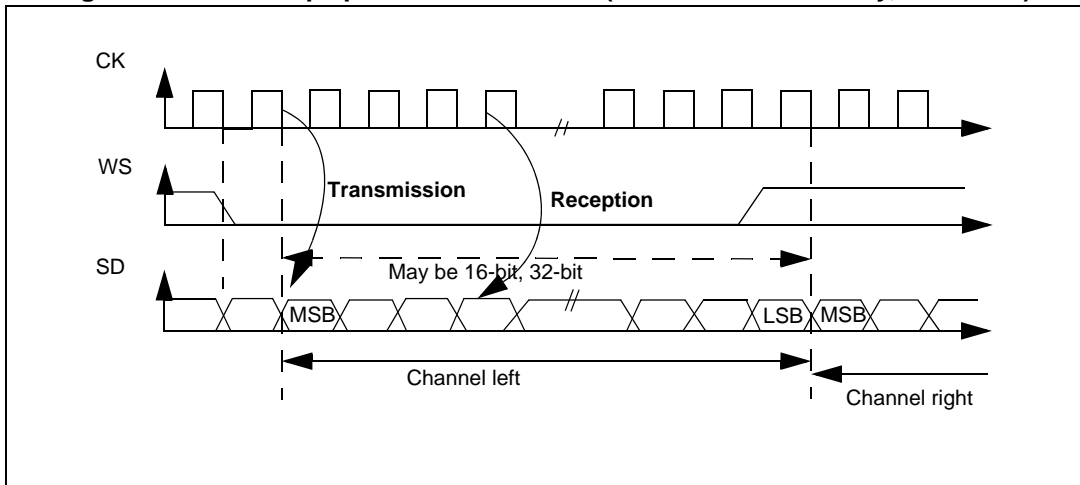 CK
WS
Transmission
Reception
SD
May be 16-bit, 32-bit
MSB
LSB
MSB
Channel left
Channel right